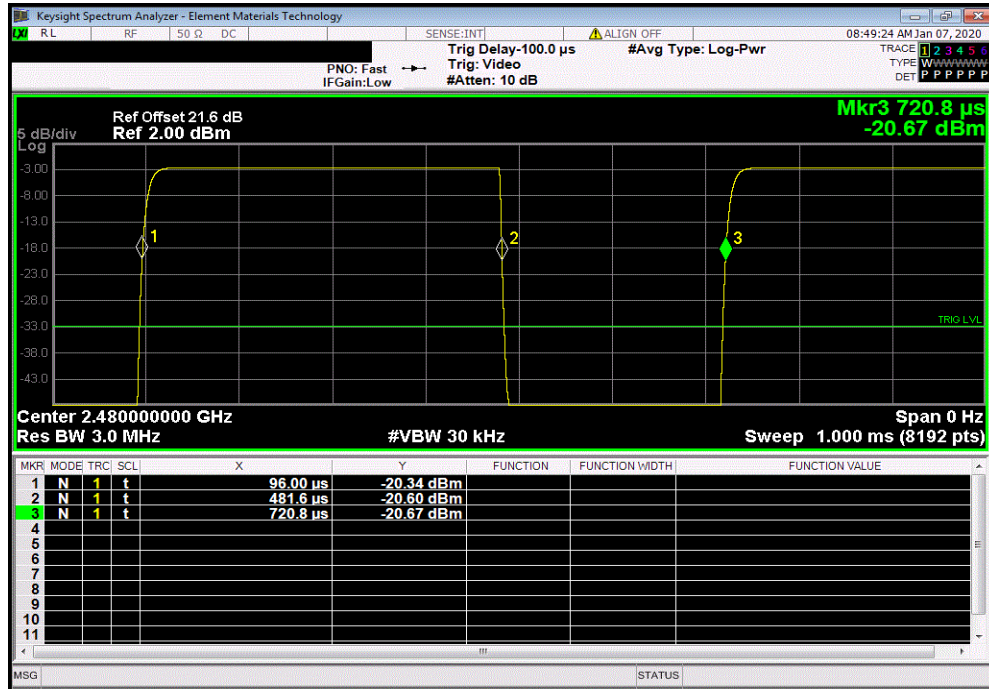 Keysight Spectrum Analyzer - Element Materials Technology
LXI RL RF 50 Ω DC SENSE:INT ALIGN OFF 08:49:24 AM Jan 07, 2020
Trig Delay-100.0 µs #Avg Type: Log-Pwr TRACE 1 2 3 4 5 6
PNO: Fast Trig: Video TYPE WWWWWW
IFGain:Low #Atten: 10 dB DET P P P P P P
Mkr3 720.8 µs
-20.67 dBm
Ref Offset 21.6 dB
5 dB/div Ref 2.00 dBm
Log
-3.00
-8.00
-13.0
1 2 3
-18.0
-23.0
-28.0
-33.0 TRIG LVL
-38.0
-43.0
Center 2.480000000 GHz Span 0 Hz
Res BW 3.0 MHz #VBW 30 kHz Sweep 1.000 ms (8192 pts)
MKR MODE TRC SCL X Y FUNCTION FUNCTION WIDTH FUNCTION VALUE
1 N 1 t 96.00 µs -20.34 dBm
2 N 1 t 481.6 µs -20.60 dBm
3 N 1 t 720.8 µs -20.67 dBm
4
5
6
7
8
9
10
11
MSG STATUS